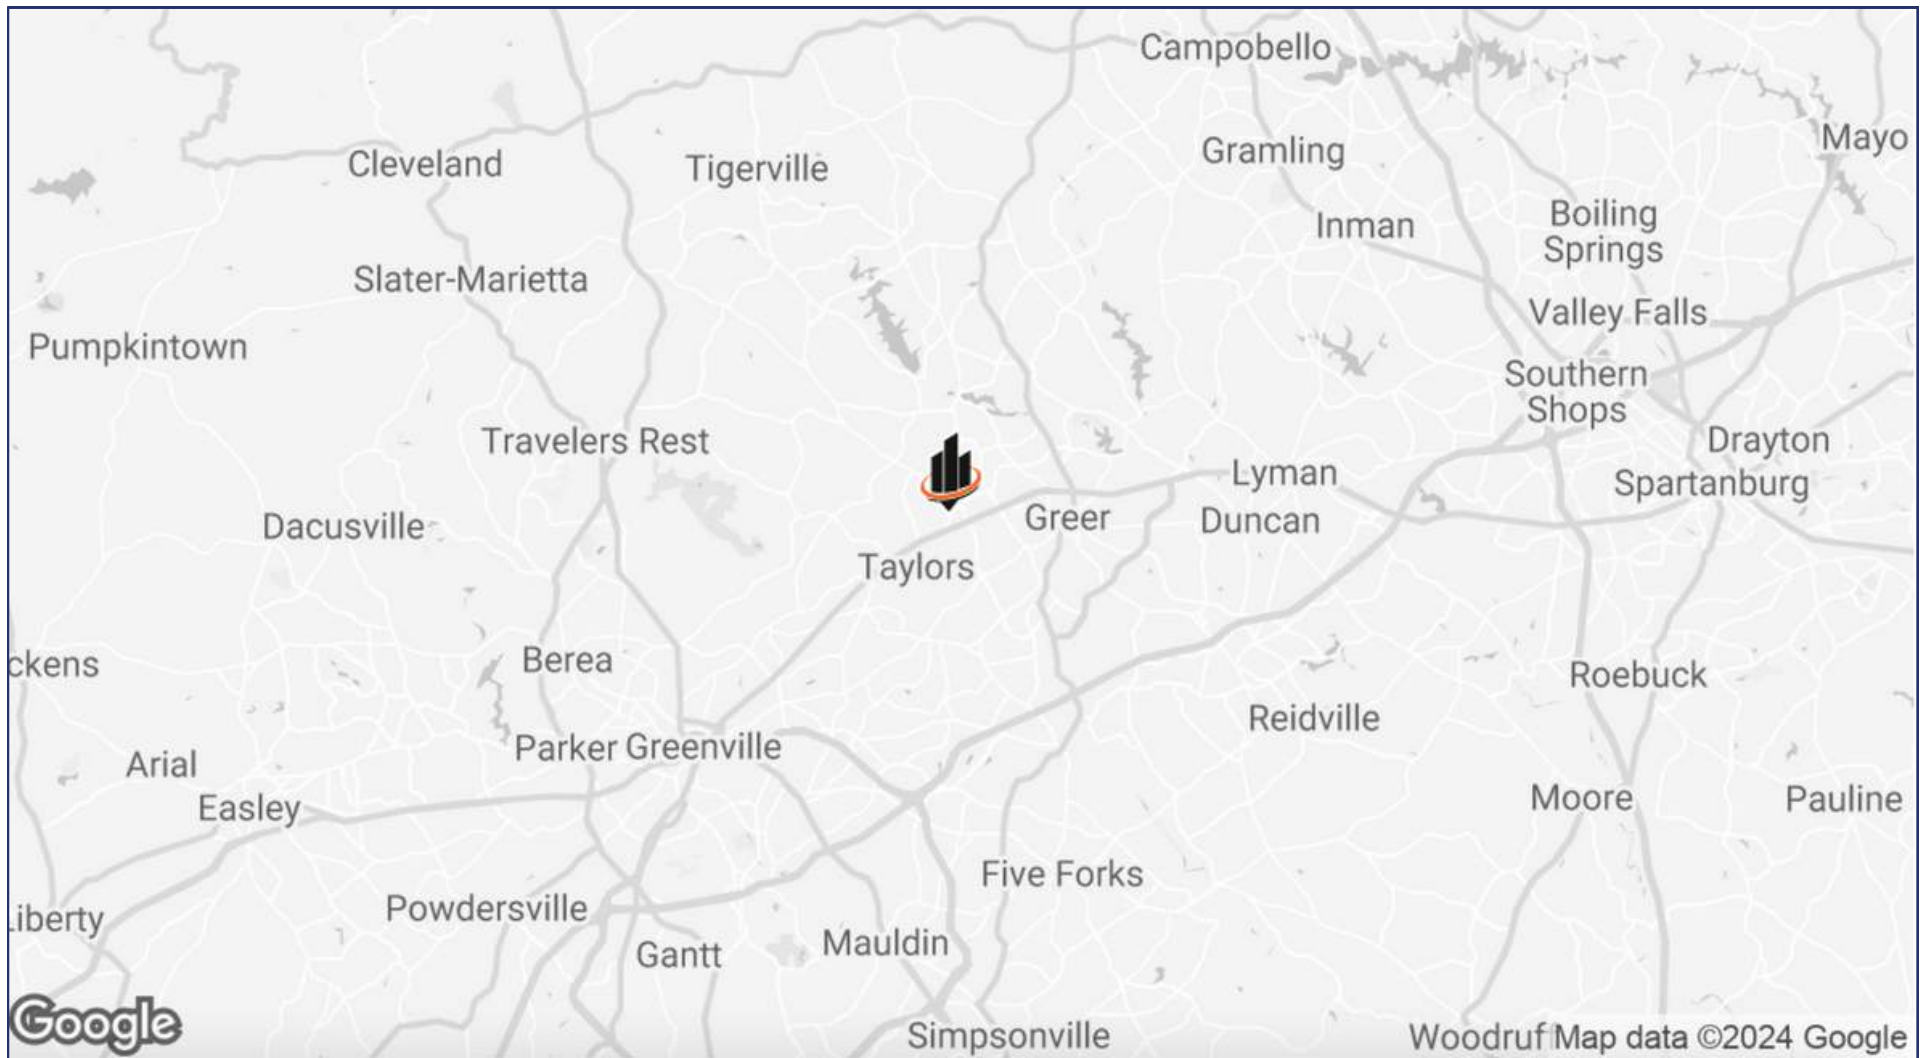 Campobello
Mayo
Gramling
Cleveland
Tigerville
Boiling
Springs
Inman
Slater-Marietta
Valley Falls
Pumpkintown
Southern
Shops
Travelers Rest
Drayton
Lyman
Spartanburg
Greer
Duncan
Dacusville
Taylors
ckens
Berea
Roebuck
Reidville
Parker Greenville
Arial
Easley
Moore
Pauline
Five Forks
Powdersville
iberty
Mauldin
Gantt
Google
Simpsonville
Woodruf
Map data ©2024 Google